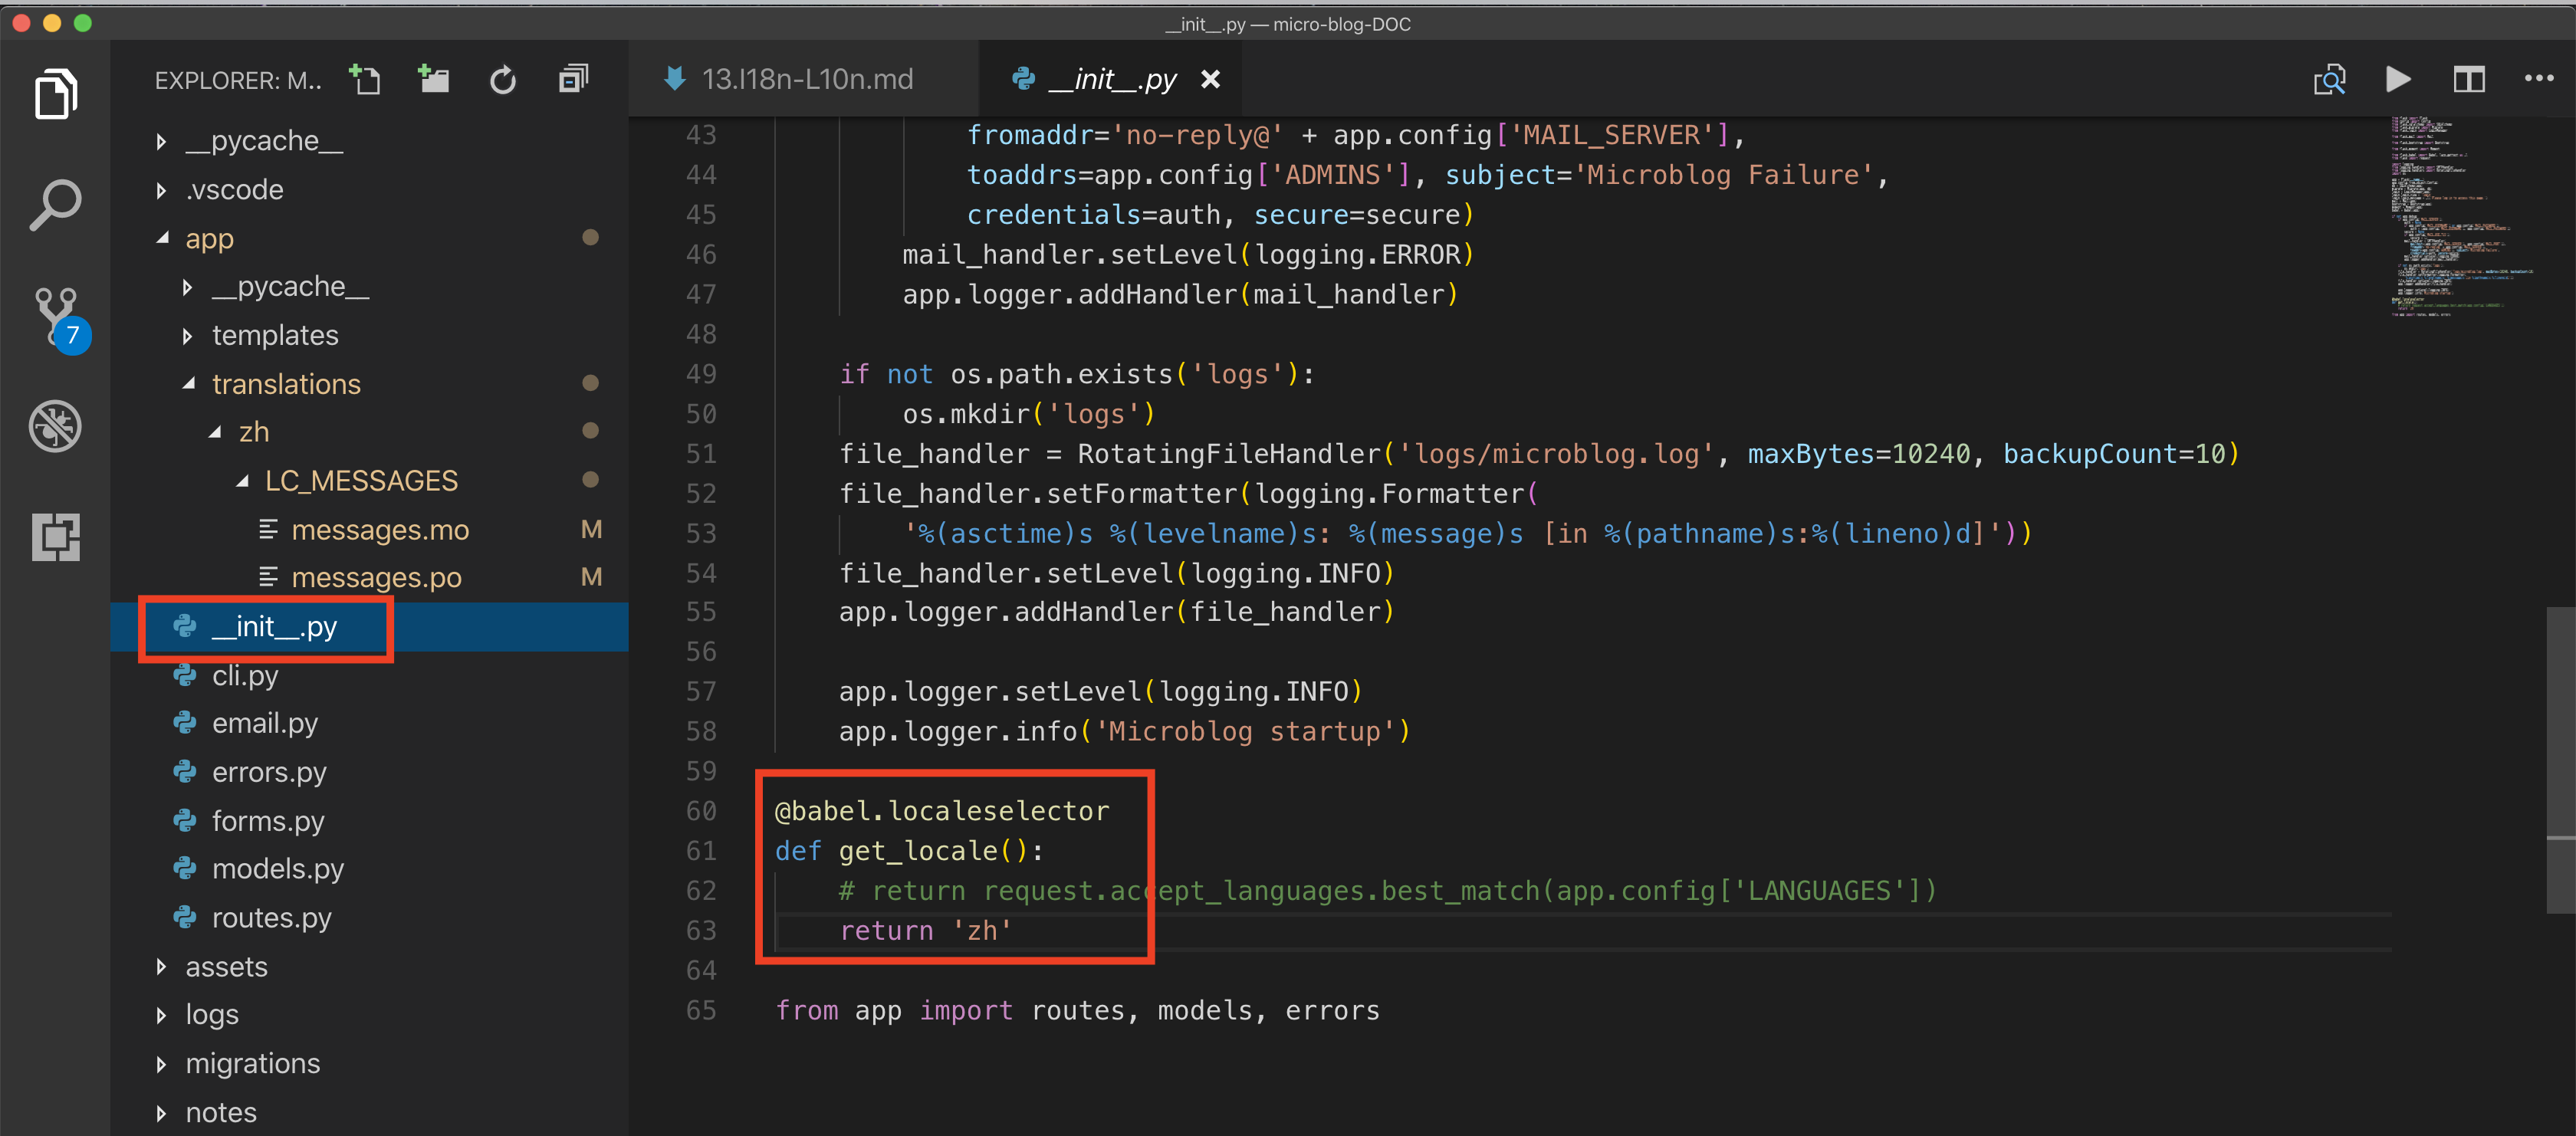 __init__.py — micro-blog-DOC
EXPLORER: M..
13.I18n-L10n.md
__init__.py
__pycache__
.vscode
app
__pycache__
templates
translations
zh
LC_MESSAGES
messages.mo M
messages.po M
__init__.py
cli.py
email.py
errors.py
forms.py
models.py
routes.py
assets
logs
migrations
notes
7
43 fromaddr='no-reply@' + app.config['MAIL_SERVER'],
44 toaddrs=app.config['ADMINS'], subject='Microblog Failure',
45 credentials=auth, secure=secure)
46 mail_handler.setLevel(logging.ERROR)
47 app.logger.addHandler(mail_handler)
48
49 if not os.path.exists('logs'):
50 os.mkdir('logs')
51 file_handler = RotatingFileHandler('logs/microblog.log', maxBytes=10240, backupCount=10)
52 file_handler.setFormatter(logging.Formatter(
53 '%(asctime)s %(levelname)s: %(message)s [in %(pathname)s:%(lineno)d]'))
54 file_handler.setLevel(logging.INFO)
55 app.logger.addHandler(file_handler)
56
57 app.logger.setLevel(logging.INFO)
58 app.logger.info('Microblog startup')
59
60 @babel.localeselector
61 def get_locale():
62 # return request.accept_languages.best_match(app.config['LANGUAGES'])
63 return 'zh'
64
65 from app import routes, models, errors